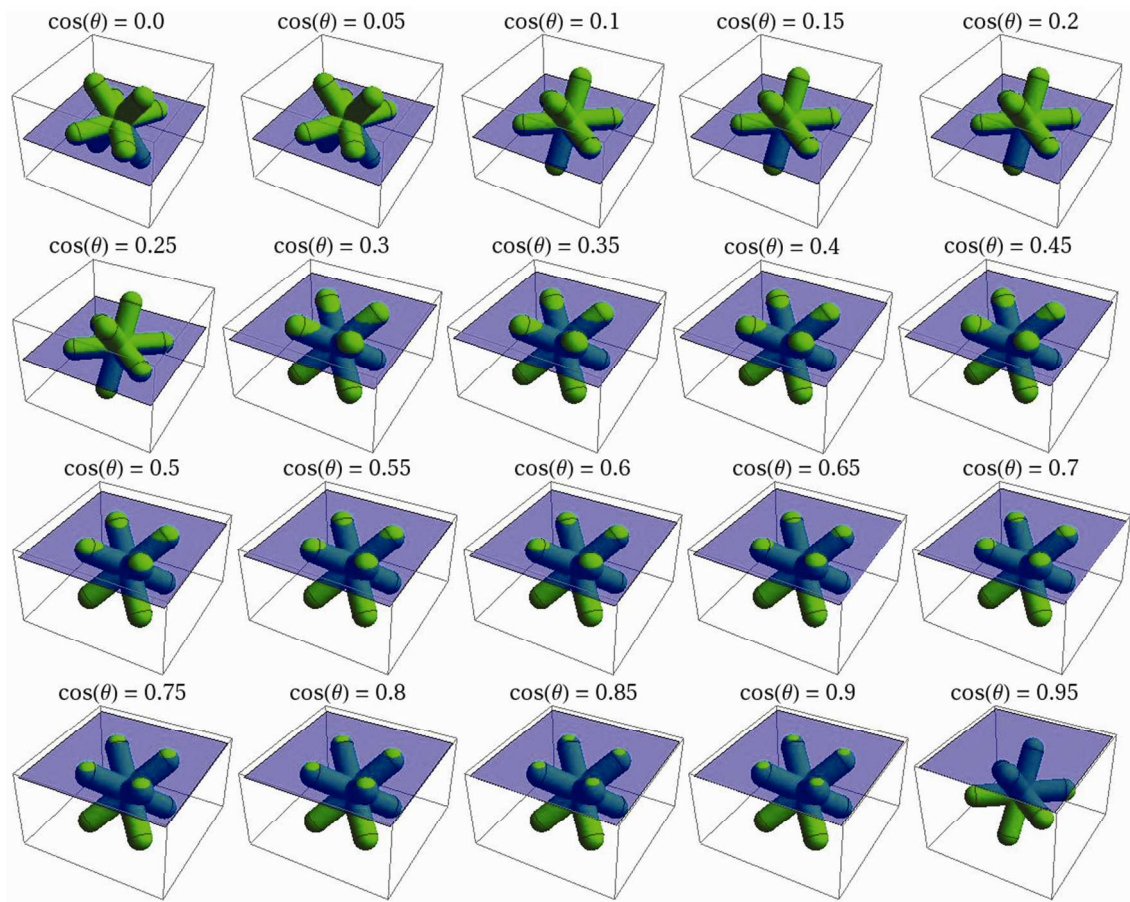 cos(θ) = 0.0 cos(θ) = 0.05 cos(θ) = 0.1 cos(θ) = 0.15 cos(θ) = 0.2
cos(θ) = 0.25 cos(θ) = 0.3 cos(θ) = 0.35 cos(θ) = 0.4 cos(θ) = 0.45
cos(θ) = 0.5 cos(θ) = 0.55 cos(θ) = 0.6 cos(θ) = 0.65 cos(θ) = 0.7
cos(θ) = 0.75 cos(θ) = 0.8 cos(θ) = 0.85 cos(θ) = 0.9 cos(θ) = 0.95